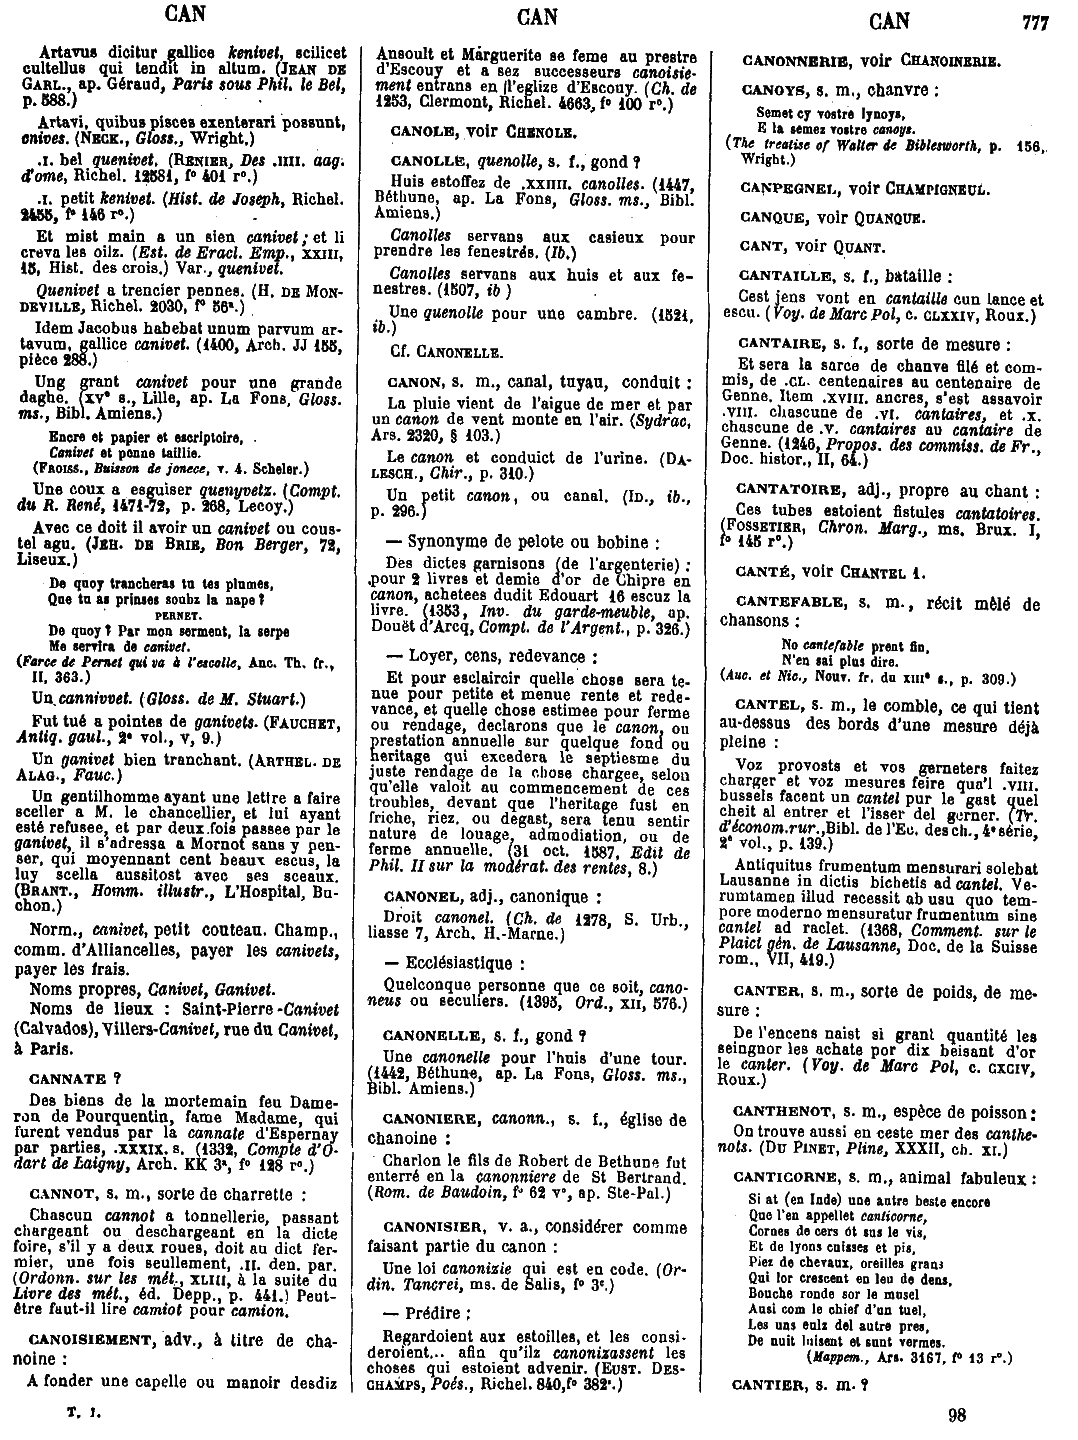 CAN CAN CAN 777
Artavus dicitur gallice kenivet, scilicet
cultellus qui tendit in altum. (JEAN DE
GARL., ap. Géraud, Paris sous Phil. le Bel,
p. 588.)
Artavi, quibus pisces exenterari possunt,
cnives. (NECK., Gloss., Wright.)
.I. bel quenivet. (RENIER, Des .IIII. aag.
d'ome, Richel. 12581, f° 401 r°.)
.I. petit kenivet. (Hist. de Joseph, Richel.
2455, f° 146 r°.)
Et mist main a un sien canivet; et li
creva les oilz. (Est. de Eracl. Emp., XXIII,
15, Hist. des crois.) Var., quenivet.
Quenivet a trencier pennes. (H. DE MON-
DEVILLE, Richel. 2030, f° 56ª.)
Idem Jacobus habebat unum parvum ar-
tavum, gallice canivet. (1400, Arch. JJ 155,
pièce 288.)
Ung grant canivet pour une grande
daghe. (XVᵉ s., Lille, ap. La Fons, Gloss.
ms., Bibl. Amiens.)
Encre et papier et escriptoire,
Canivet et penne taillie.
(FROISS., Buisson de jonece, v. 4. Scheler.)
Une coux a esguiser quenyvetz. (Compt.
du R. René, 1471-72, p. 268, Lecoy.)
Avec ce doit il avoir un canivet ou cous-
tel agu. (JEH. DE BRIE, Bon Berger, 72,
Liseux.)
De quoy trancheras tu tes plumes,
Que tu as prinses soubz la nape?
PERNET.
De quoy? Par mon serment, la serpe
Me servira de canivet.
(Farce de Pernet qui va à l'escolle, Anc. Th. fr.,
II, 363.)
Un cannivvet. (Gloss. de M. Stuart.)
Fut tué a pointes de ganivets. (FAUCHET,
Antiq. gaul., 2ᵉ vol., V, 9.)
Un ganivet bien tranchant. (ARTHEL. DE
ALAG., Fauc.)
Un gentilhomme ayant une lettre a faire
sceller a M. le chancellier, et lui ayant
esté refusee, et par deux fois passee par le
ganivet, il s'adressa a Mornot sans y pen-
ser, qui moyennant cent beaux escus, la
luy scella aussitost avec ses sceaux.
(BRANT., Homm. illustr., L'Hospital, Bu-
chon.)
Norm., canivet, petit couteau. Champ.,
comm. d'Alliancelles, payer les canivets,
payer les frais.
Noms propres, Canivet, Ganivet.
Noms de lieux : Saint-Pierre-Canivet
(Calvados), Villers-Canivet, rue du Canivet,
à Paris.
CANNATE ?
Des biens de la mortemain feu Dame-
ron de Pourquentin, fame Madame, qui
furent vendus par la cannate d'Espernay
par parties, .XXXIX. s. (1332, Compte d'O-
dart de Laigny, Arch. KK 3ª, f° 128 r°.)
CANNOT, s. m., sorte de charrette :
Chascun cannot a tonnellerie, passant
chargeant ou deschargeant en la dicte
foire, s'il y a deux roues, doit au dict fer-
mier, une fois seullement, .II. den. par.
(Ordonn. sur les mét., XLIII, à la suite du
Livre des mét., éd. Depp., p. 441.) Peut-
être faut-il lire camiot pour camion.
CANOISIEMENT, adv., à titre de cha-
noine :
A fonder une capelle ou manoir desdiz
T. I.
Ansoult et Marguerite se feme au prestre
d'Escouy et a sez successeurs canoisie-
ment entrans en l'eglize d'Escouy. (Ch. de
1253, Clermont, Richel. 4663, f° 100 r°.)
CANOLE, voir CHENOLE.
CANOLLE, quenolle, s. f., gond ?
Huis estoffez de .XXIIII. canolles. (1447,
Béthune, ap. La Fons, Gloss. ms., Bibl.
Amiens.)
Canolles servans aux casieux pour
prendre les fenestrés. (Ib.)
Canolles servans aux huis et aux fe-
nestres. (1507, ib )
Une quenolle pour une cambre. (1521,
ib.)
Cf. CANONELLE.
CANON, s. m., canal, tuyau, conduit :
La pluie vient de l'aigue de mer et par
un canon de vent monte en l'air. (Sydrac,
Ars. 2320, § 103.)
Le canon et conduict de l'urine. (DA-
LESCH., Chir., p. 310.)
Un petit canon, ou canal. (ID., ib.,
p. 296.)
— Synonyme de pelote ou bobine :
Des dictes garnisons (de l'argenterie) :
pour 2 livres et demie d'or de Chipre en
canon, achetees dudit Edouart 16 escuz la
livre. (1353, Inv. du garde-meuble, ap.
Douët d'Arcq, Compt. de l'Argent., p. 326.)
— Loyer, cens, redevance :
Et pour esclaircir quelle chose sera te-
nue pour petite et menue rente et rede-
vance, et quelle chose estimee pour ferme
ou rendage, declarons que le canon, ou
prestation annuelle sur quelque fond ou
heritage qui excedera le septiesme du
juste rendage de la chose chargee, selon
qu'elle valoit au commencement de ces
troubles, devant que l'heritage fust en
friche, riez, ou degast, sera tenu sentir
nature de louage, admodiation, ou de
ferme annuelle. (31 oct. 1587, Edit de
Phil. II sur la modérat. des rentes, 8.)
CANONEL, adj., canonique :
Droit canonel. (Ch. de 1278, S. Urb.,
liasse 7, Arch. H.-Marne.)
— Ecclésiastique :
Quelconque personne que ce soit, cano-
neus ou seculiers. (1395, Ord., XII, 576.)
CANONELLE, s. f., gond ?
Une canonelle pour l'huis d'une tour.
(1442, Béthune, ap. La Fons, Gloss. ms.,
Bibl. Amiens.)
CANONIERE, canonn., s. f., église de
chanoine :
Charlon le fils de Robert de Bethune fut
enterré en la canonniere de St Bertrand.
(Rom. de Baudoin, f° 62 v°, ap. Ste-Pal.)
CANONISIER, v. a., considérer comme
faisant partie du canon :
Une loi canonizie qui est en code. (Or-
din. Tancrei, ms. de Salis, f° 3ᶜ.)
— Prédire :
Regardoient aux estoilles, et les consi-
deroient... afin qu'ilz canonizassent les
choses qui estoient advenir. (EUST. DES-
CHAMPS, Poés., Richel. 840, f° 382ᶜ.)
CANONNERIE, voir CHANOINERIE.
CANOYS, s. m., chanvre :
Semet cy vostre lynoys,
E la semez vostre canoys.
(The treatise of Walter de Biblesworth, p. 156,
Wright.)
CANPEGNEL, voir CHAMPIGNEUL.
CANQUE, voir QUANQUE.
CANT, voir QUANT.
CANTAILLE, s. f., bataille :
Cest jens vont en cantaille cun lance et
escu. (Voy. de Marc Pol, c. CLXXIV, Roux.)
CANTAIRE, s. f., sorte de mesure :
Et sera la sarce de chanve filé et com-
mis, de .CL. centenaires au centenaire de
Genne. Item .XVIII. ancres, s'est assavoir
.VIII. chascune de .VI. cantaires, et .X.
chascune de .V. cantaires au cantaire de
Genne. (1246, Propos. des commiss. de Fr.,
Doc. histor., II, 64.)
CANTATOIRE, adj., propre au chant :
Ces tubes estoient fistules cantatoires.
(FOSSETIER, Chron. Marg., ms. Brux. I,
f° 145 r°.)
CANTÉ, voir CHANTEL 1.
CANTEFABLE, s. m., récit mêlé de
chansons :
No cantefable prent fin,
N'en sai plus dire.
(Auc. et Nic., Nouv. fr. du XIIIᵉ s., p. 309.)
CANTEL, s. m., le comble, ce qui tient
au-dessus des bords d'une mesure déjà
pleine :
Voz provosts et vos gerneters faitez
charger et voz mesures feire qua'l .VIII.
bussels facent un cantel pur le gast quel
cheit al entrer et l'isser del gerner. (Tr.
d'économ. rur., Bibl. de l'Ec. des ch., 4ᵉ série,
2ᵉ vol., p. 139.)
Antiquitus frumentum mensurari solebat
Lausanne in dictis bichetis ad cantel. Ve-
rumtamen illud recessit ab usu quo tem-
pore moderno mensuratur frumentum sine
cantel ad raclet. (1368, Comment. sur le
Plaict gén. de Lausanne, Doc. de la Suisse
rom., VII, 419.)
CANTER, s. m., sorte de poids, de me-
sure :
De l'encens naist si grant quantité les
seingnor les achate por dix beisant d'or
le canter. (Voy. de Marc Pol, c. CXCIV,
Roux.)
CANTHENOT, s. m., espèce de poisson :
On trouve aussi en ceste mer des canthe-
nots. (DU PINET, Pline, XXXII, ch. XI.)
CANTICORNE, s. m., animal fabuleux :
Si at (en Inde) une autre beste encore
Que l'en appellet canticorne,
Cornes de cers ót sus le vis,
Et de lyons cuisses et pis,
Piez de chevaux, oreilles grans
Qui lor crescent en leu de dens,
Bouche ronde sor le musel
Ausi com le chief d'un tuel,
Les uns eulz del autre pres,
De nuit luisent et sunt vermes.
(Mappem., Ars. 3167, f° 13 r°.)
CANTIER, s. m. ?
98